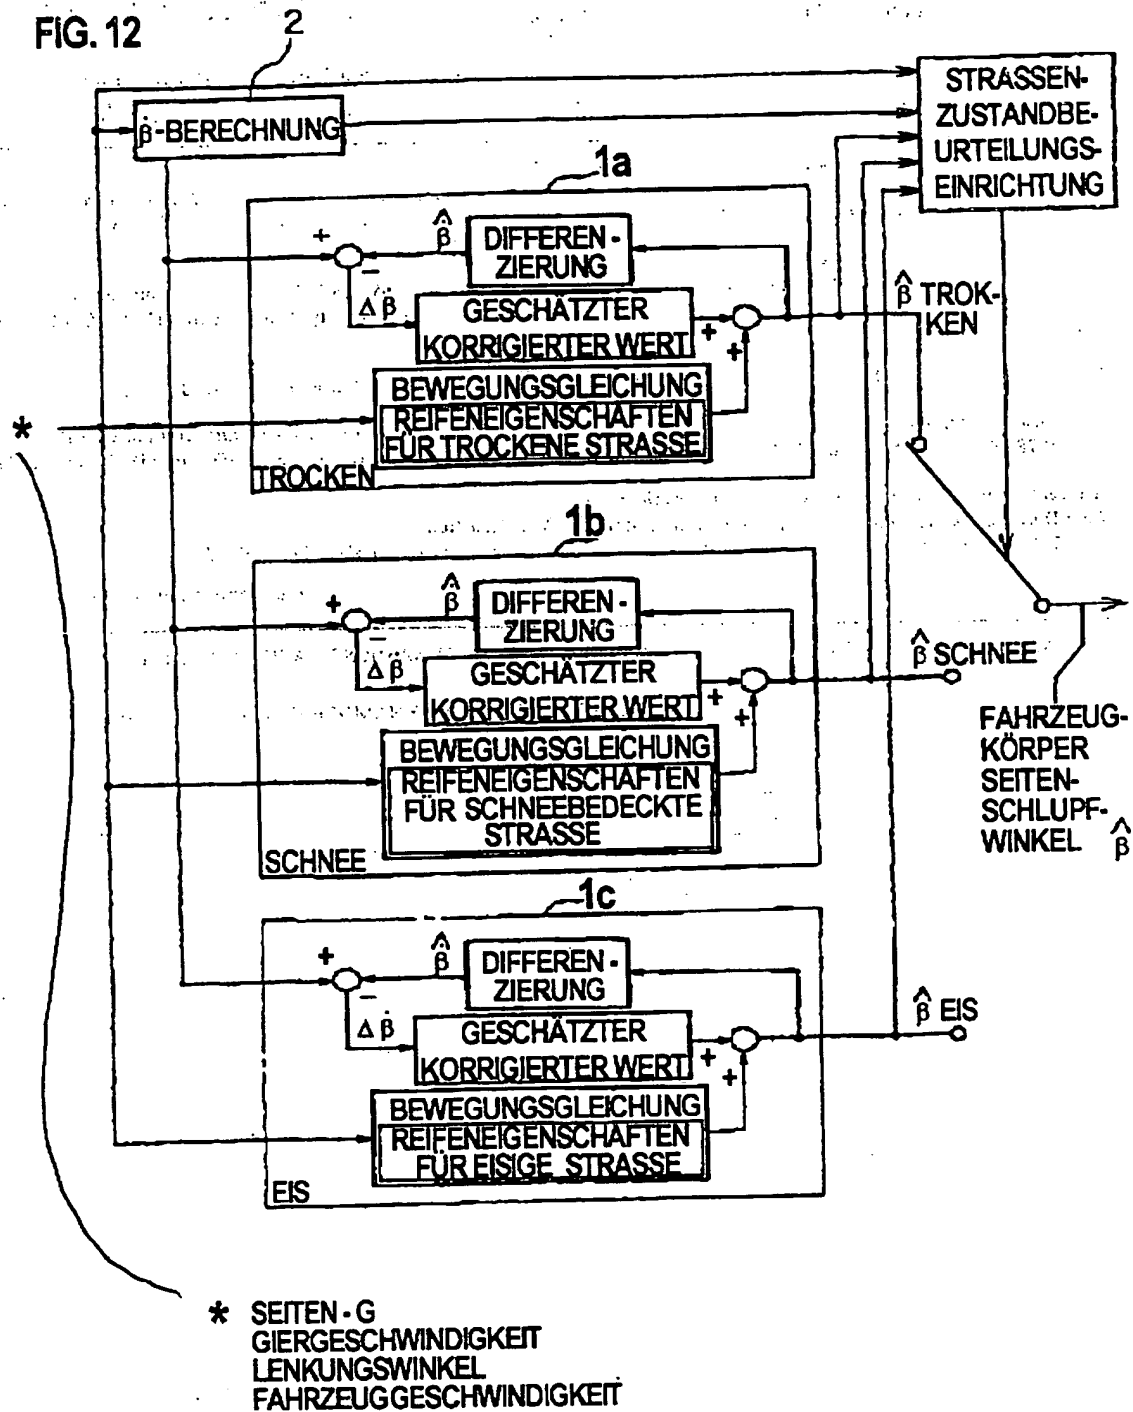 FIG. 12
2
β̇-BERECHNUNG
STRASSEN-
ZUSTANDBE-
URTEILUNGS-
EINRICHTUNG
1a
+
β̇̂
DIFFEREN-
ZIERUNG
−
Δ β̇
GESCHÄTZTER
KORRIGIERTER WERT
+
+
BEWEGUNGSGLEICHUNG
REIFENEIGENSCHAFTEN
FÜR TROCKENE STRASSE
TROCKEN
β̂ TROK-
KEN
*
1b
+
β̇̂
DIFFEREN-
ZIERUNG
−
Δ β̇
GESCHÄTZTER
KORRIGIERTER WERT
+
+
BEWEGUNGSGLEICHUNG
REIFENEIGENSCHAFTEN
FÜR SCHNEEBEDECKTE
STRASSE
SCHNEE
β̂ SCHNEE
FAHRZEUG-
KÖRPER
SEITEN-
SCHLUPF-
WINKEL β̂
1c
+
β̇̂
DIFFEREN-
ZIERUNG
−
Δ β̇
GESCHÄTZTER
KORRIGIERTER WERT
+
+
BEWEGUNGSGLEICHUNG
REIFENEIGENSCHAFTEN
FÜR EISIGE STRASSE
EIS
β̂ EIS
* SEITEN-G
GIERGESCHWINDIGKEIT
LENKUNGSWINKEL
FAHRZEUGGESCHWINDIGKEIT